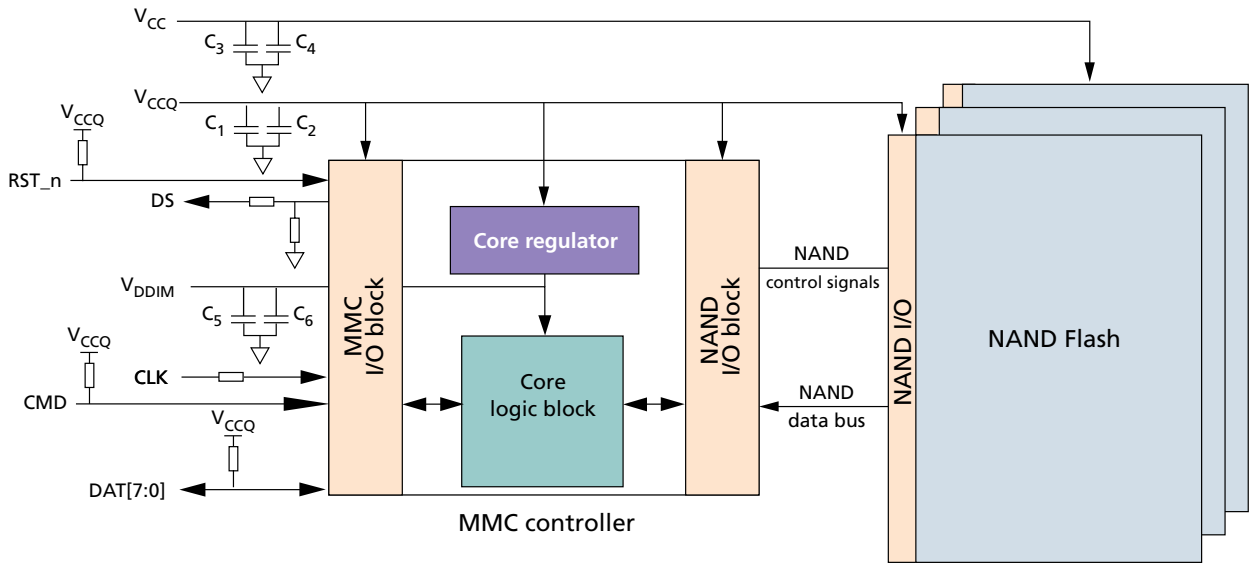 VCC
C3 C4
VCCQ
VCCQ
C1 C2
RST_n
DS
Core regulator
NAND
control signals
VDDIM
C5 C6
MMC
I/O block
NAND
I/O block
NAND I/O
NAND Flash
VCCQ
CLK
Core
logic block
CMD
NAND
data bus
VCCQ
DAT[7:0]
MMC controller